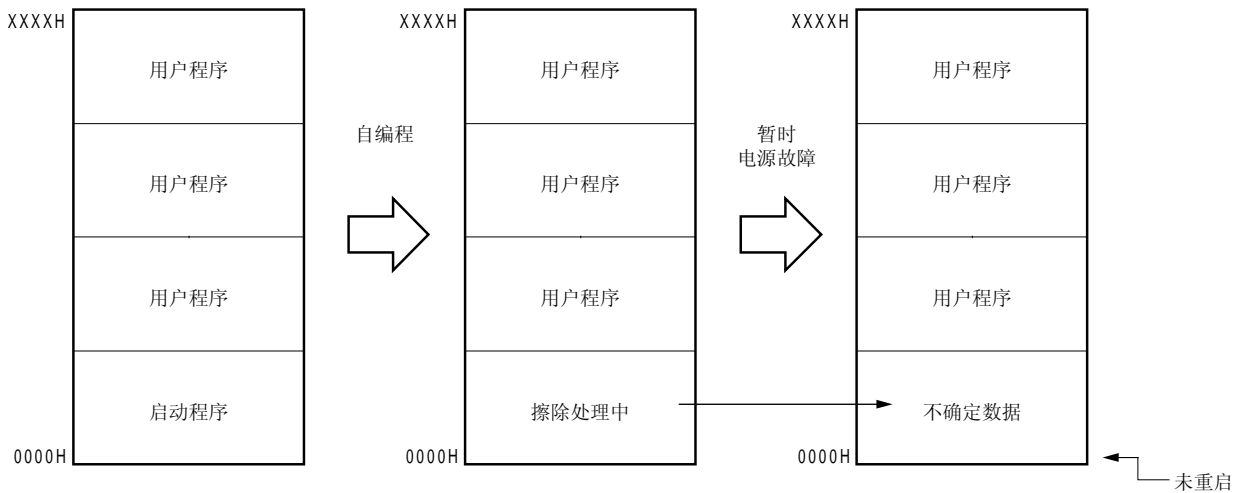 XXXXH
用户程序
用户程序
用户程序
启动程序
0000H
自编程
XXXXH
用户程序
用户程序
用户程序
擦除处理中
0000H
暂时
电源故障
XXXXH
用户程序
用户程序
用户程序
不确定数据
0000H
未重启